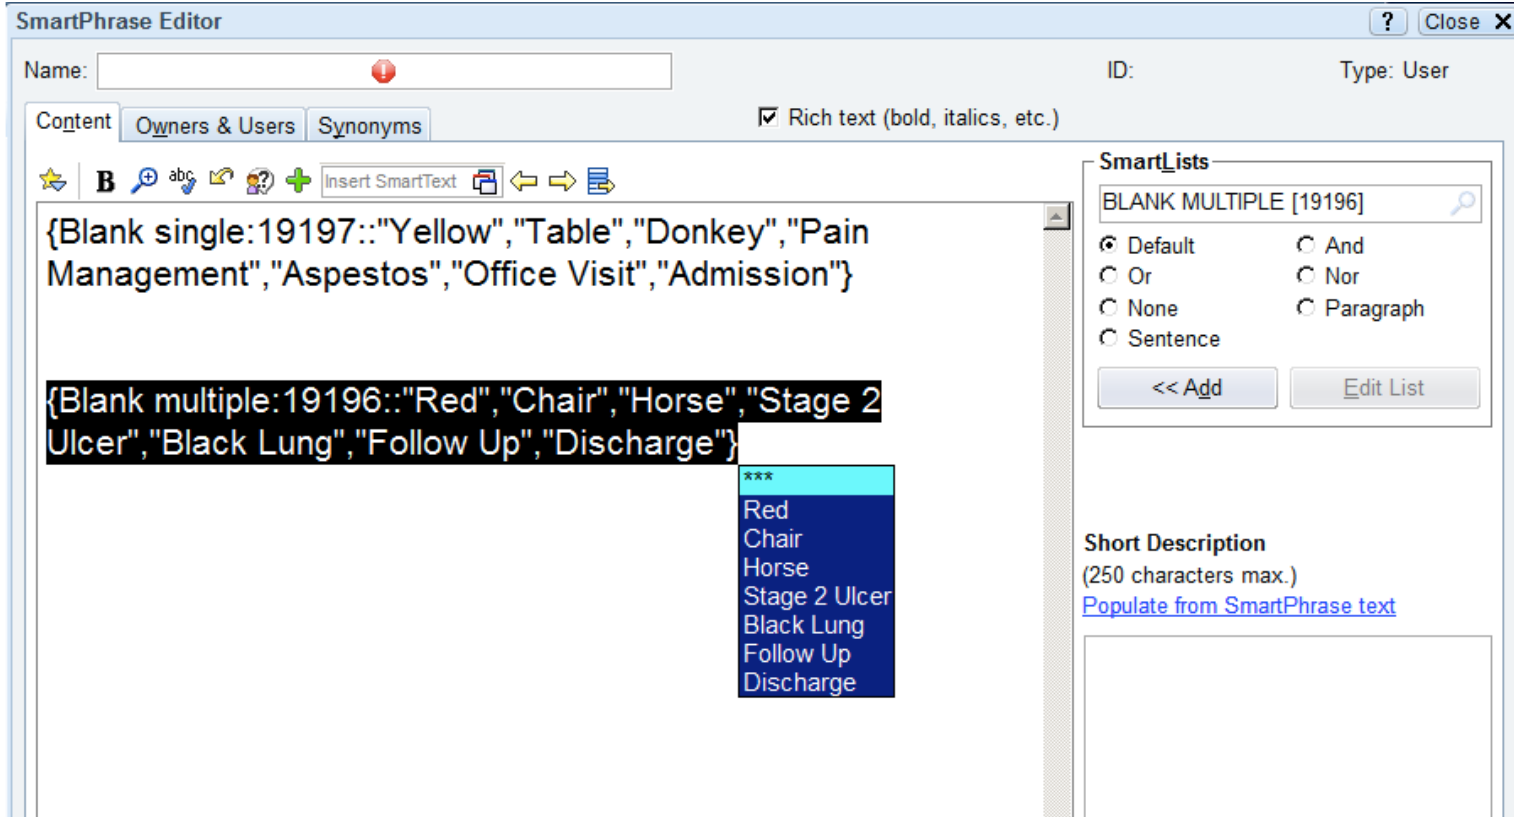 SmartPhrase Editor
? Close X
Name:
ID:
Type: User
Content
Owners & Users
Synonyms
Rich text (bold, italics, etc.)
B
abc
Insert SmartText
{Blank single:19197::"Yellow","Table","Donkey","Pain
Management","Aspestos","Office Visit","Admission"}
{Blank multiple:19196::"Red","Chair","Horse","Stage 2
Ulcer","Black Lung","Follow Up","Discharge"}
***
Red
Chair
Horse
Stage 2 Ulcer
Black Lung
Follow Up
Discharge
SmartLists
BLANK MULTIPLE [19196]
Default
And
Or
Nor
None
Paragraph
Sentence
<< Add
Edit List
Short Description
(250 characters max.)
Populate from SmartPhrase text